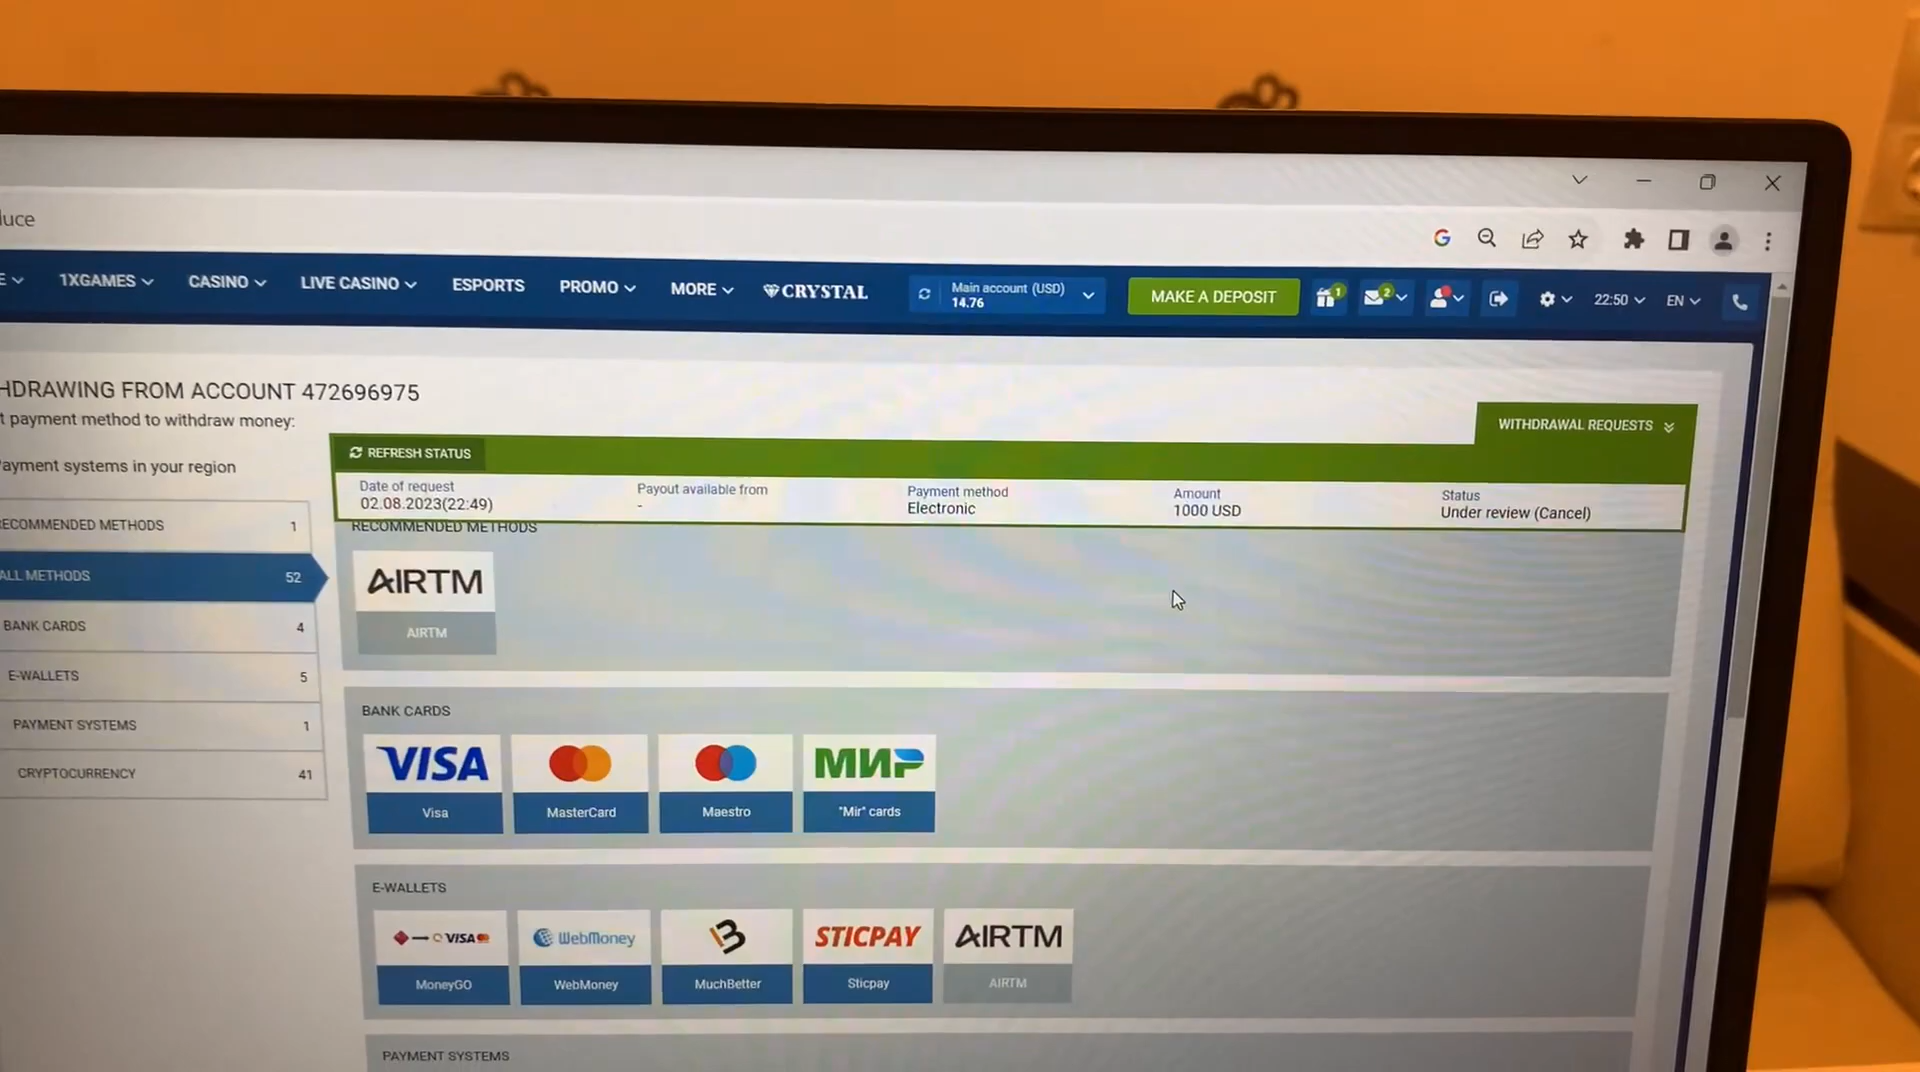 luce
1XGAMES
CASINO
LIVE CASINO
ESPORTS
PROMO
MORE
CRYSTAL
Main account (USD)
14.76
MAKE A DEPOSIT
1
2
22:50
EN
HDRAWING FROM ACCOUNT 472696975
t payment method to withdraw money:
ayment systems in your region
ECOMMENDED METHODS 1
ALL METHODS 52
BANK CARDS 4
E-WALLETS 5
PAYMENT SYSTEMS 1
CRYPTOCURRENCY 41
WITHDRAWAL REQUESTS
REFRESH STATUS
Date of request
02.08.2023(22:49)
Payout available from
-
Payment method
Electronic
Amount
1000 USD
Status
Under review (Cancel)
RECOMMENDED METHODS
AIRTM
AIRTM
BANK CARDS
VISA
МИР
Visa
MasterCard
Maestro
"Mir" cards
E-WALLETS
VISA
WebMoney
STICPAY
AIRTM
MoneyGO
WebMoney
MuchBetter
Sticpay
AIRTM
PAYMENT SYSTEMS